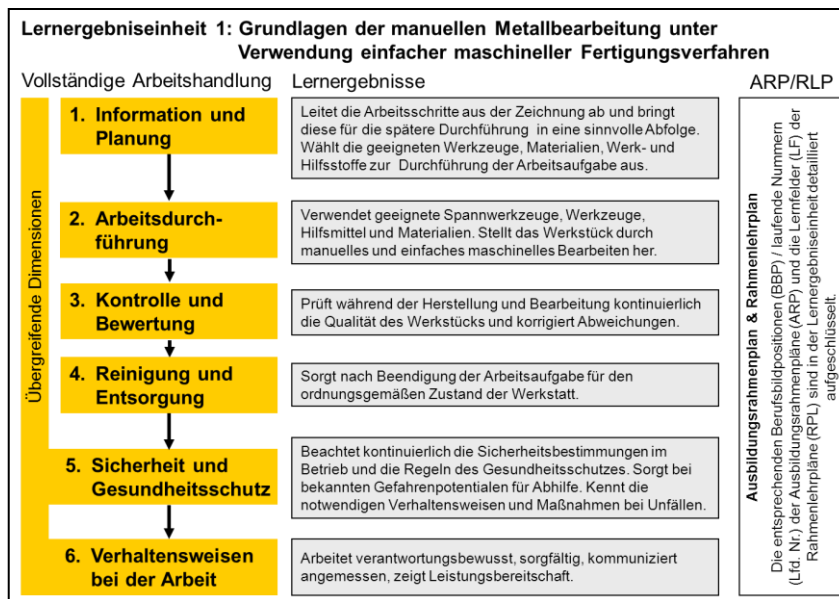 Lernergebniseinheit 1: Grundlagen der manuellen Metallbearbeitung unter
Verwendung einfacher maschineller Fertigungsverfahren
Vollständige Arbeitshandlung
Lernergebnisse
ARP/RLP
Übergreifende Dimensionen
1. Information und
Planung
Leitet die Arbeitsschritte aus der Zeichnung ab und bringt
diese für die spätere Durchführung in eine sinnvolle Abfolge.
Wählt die geeigneten Werkzeuge, Materialien, Werk- und
Hilfsstoffe zur Durchführung der Arbeitsaufgabe aus.
2. Arbeitsdurch-
führung
Verwendet geeignete Spannwerkzeuge, Werkzeuge,
Hilfsmittel und Materialien. Stellt das Werkstück durch
manuelles und einfaches maschinelles Bearbeiten her.
3. Kontrolle und
Bewertung
Prüft während der Herstellung und Bearbeitung kontinuierlich
die Qualität des Werkstücks und korrigiert Abweichungen.
4. Reinigung und
Entsorgung
Sorgt nach Beendigung der Arbeitsaufgabe für den
ordnungsgemäßen Zustand der Werkstatt.
5. Sicherheit und
Gesundheitsschutz
Beachtet kontinuierlich die Sicherheitsbestimmungen im
Betrieb und die Regeln des Gesundheitsschutzes. Sorgt bei
bekannten Gefahrenpotentialen für Abhilfe. Kennt die
notwendigen Verhaltensweisen und Maßnahmen bei Unfällen.
6. Verhaltensweisen
bei der Arbeit
Arbeitet verantwortungsbewusst, sorgfältig, kommuniziert
angemessen, zeigt Leistungsbereitschaft.
Ausbildungsrahmenplan & Rahmenlehrplan
Die entsprechenden Berufsbildpositionen (BBP) / laufende Nummern
(Lfd. Nr.) der Ausbildungsrahmenpläne (ARP) und die Lernfelder (LF) der
Rahmenlehrpläne (RPL) sind in der Lernergebniseinheit detailliert
aufgeschlüsselt.